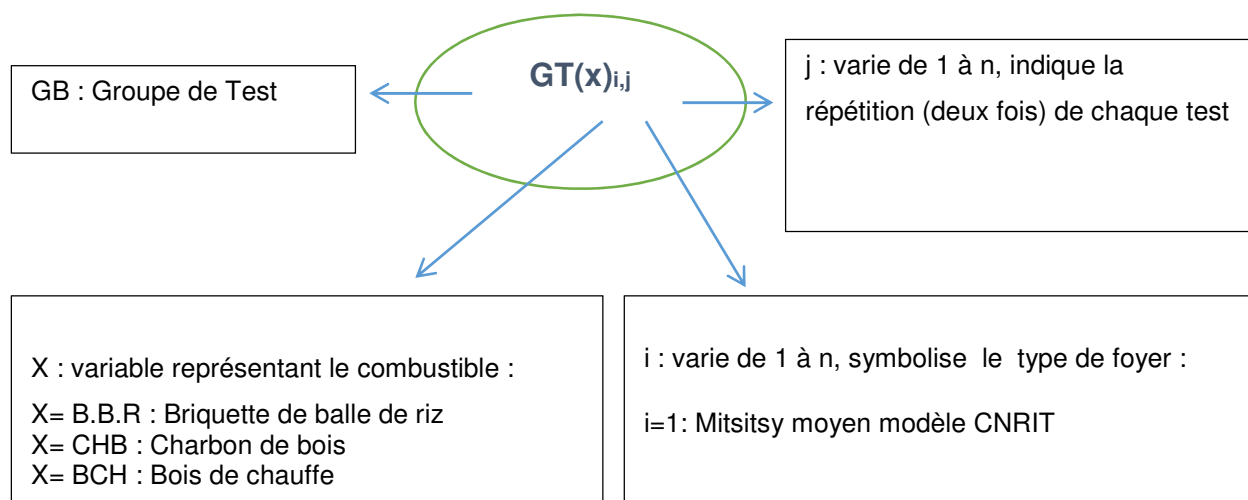 GT(x)i,j
GB : Groupe de Test
j : varie de 1 à n, indique la
répétition (deux fois) de chaque test
X : variable représentant le combustible :
X= B.B.R : Briquette de balle de riz
X= CHB : Charbon de bois
X= BCH : Bois de chauffe
i : varie de 1 à n, symbolise le type de foyer :
i=1: Mitsitsy moyen modèle CNRIT